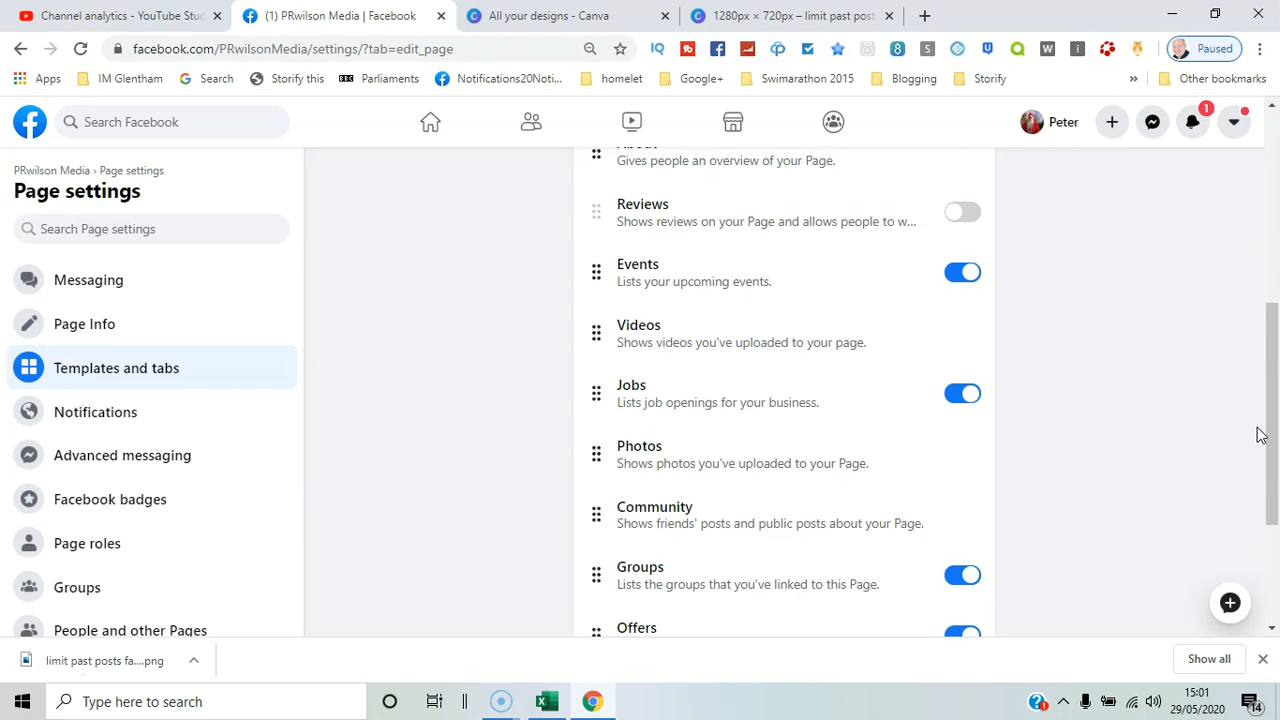 Channel analytics - YouTube Stud
(1) PRwilson Media | Facebook
All your designs - Canva
1280px × 720px – limit past post
facebook.com/PRwilsonMedia/settings/?tab=edit_page
Paused
Apps
IM Glentham
Search
Storify this
Parliaments
Notifications20Noti...
homelet
Google+
Swimarathon 2015
Blogging
Storify
Other bookmarks
Search Facebook
Peter
1
PRwilson Media › Page settings
Page settings
Search Page settings
Messaging
Page Info
Templates and tabs
Notifications
Advanced messaging
Facebook badges
Page roles
Groups
People and other Pages
Gives people an overview of your Page.
Reviews
Shows reviews on your Page and allows people to w...
Events
Lists your upcoming events.
Videos
Shows videos you've uploaded to your page.
Jobs
Lists job openings for your business.
Photos
Shows photos you've uploaded to your Page.
Community
Shows friends' posts and public posts about your Page.
Groups
Lists the groups that you've linked to this Page.
Offers
limit past posts fa....png
Show all
Type here to search
15:01
29/05/2020
14